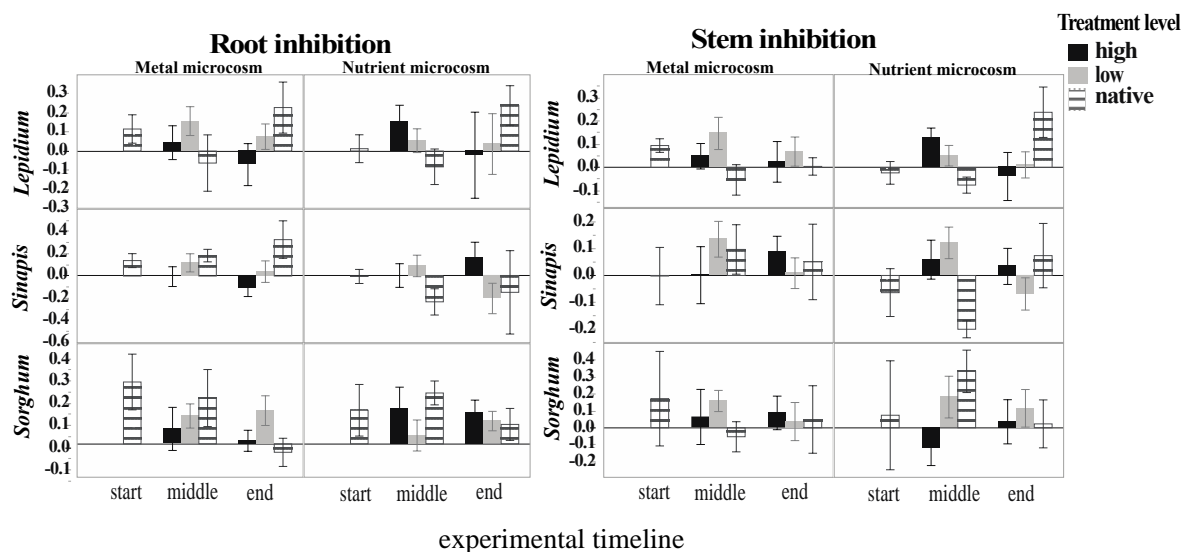 Root inhibition
Stem inhibition
Treatment level
high
low
native
Metal microcosm
Nutrient microcosm
Metal microcosm
Nutrient microcosm
Lepidium
0.3
0.2
0.1
0.0
-0.1
-0.2
-0.3
Sinapis
0.4
0.2
0.0
-0.2
-0.4
-0.6
Sorghum
0.4
0.3
0.2
0.1
0.0
-0.1
Lepidium
0.3
0.2
0.1
0.0
-0.1
Sinapis
0.2
0.1
0.0
-0.1
-0.2
Sorghum
0.4
0.3
0.2
0.1
0.0
-0.1
-0.2
start middle end start middle end
start middle end start middle end
experimental timeline